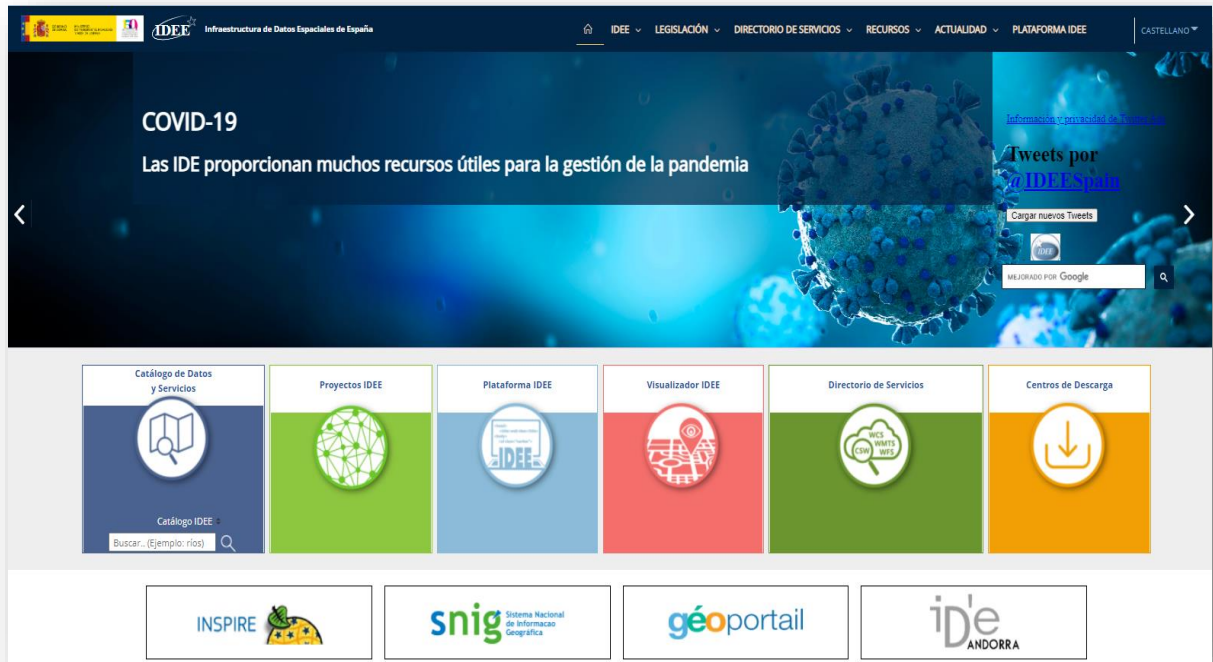 IDEE
Infraestructura de Datos Espaciales de España
IDEE
LEGISLACIÓN
DIRECTORIO DE SERVICIOS
RECURSOS
ACTUALIDAD
PLATAFORMA IDEE
CASTELLANO
COVID-19
Las IDE proporcionan muchos recursos útiles para la gestión de la pandemia
Información y privacidad de
Tweets por
@IDEESpain
Cargar nuevos Tweets
IDEE
MEJORADO POR Google
Catálogo de Datos
y Servicios
Catálogo IDEE
Buscar.. (Ejemplo: ríos)
Proyectos IDEE
Plataforma IDEE
IDEE
Visualizador IDEE
Directorio de Servicios
WCS
WMTS
CSW WFS
Centros de Descarga
INSPIRE
snig
Sistema Nacional
de Informacao
Geográfica
géoportail
iD'e
ANDORRA